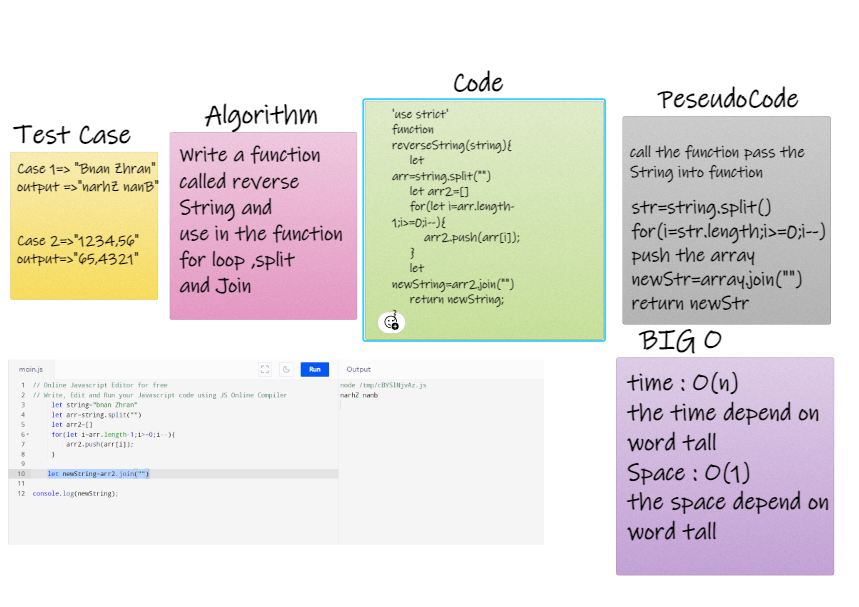 Test Case
Case 1=> "Bnan Zhran"
output =>"narhZ nanB"
Case 2=>"1234,56"
output=>"65,4321"
Algorithm
Write a function
called reverse
String and
use in the function
for loop ,split
and Join
Code
'use strict'
function
reverseString(string){
let
arr=string.split("")
let arr2=[]
for(let i=arr.length-
1;i>=0;i--){
arr2.push(arr[i]);
}
let
newString=arr2.join("")
return newString;
}
PeseudoCode
call the function pass the
String into function
str=string.split()
for(i=str.length;i>=0;i--)
push the array
newStr=array.join("")
return newStr
BIG O
time : O(n)
the time depend on
word tall
Space : O(1)
the space depend on
word tall
main.js
Run
Output
1 // Online Javascript Editor for free
2 // Write, Edit and Run your Javascript code using JS Online Compiler
3 let string="bnan Zhran"
4 let arr=string.split("")
5 let arr2=[]
6 for(let i=arr.length-1;i>=0;i--){
7 arr2.push(arr[i]);
8 }
9
10 let newString=arr2.join("")
11
12 console.log(newString);
node /tmp/cBYSlNjvAz.js
narhZ nanb